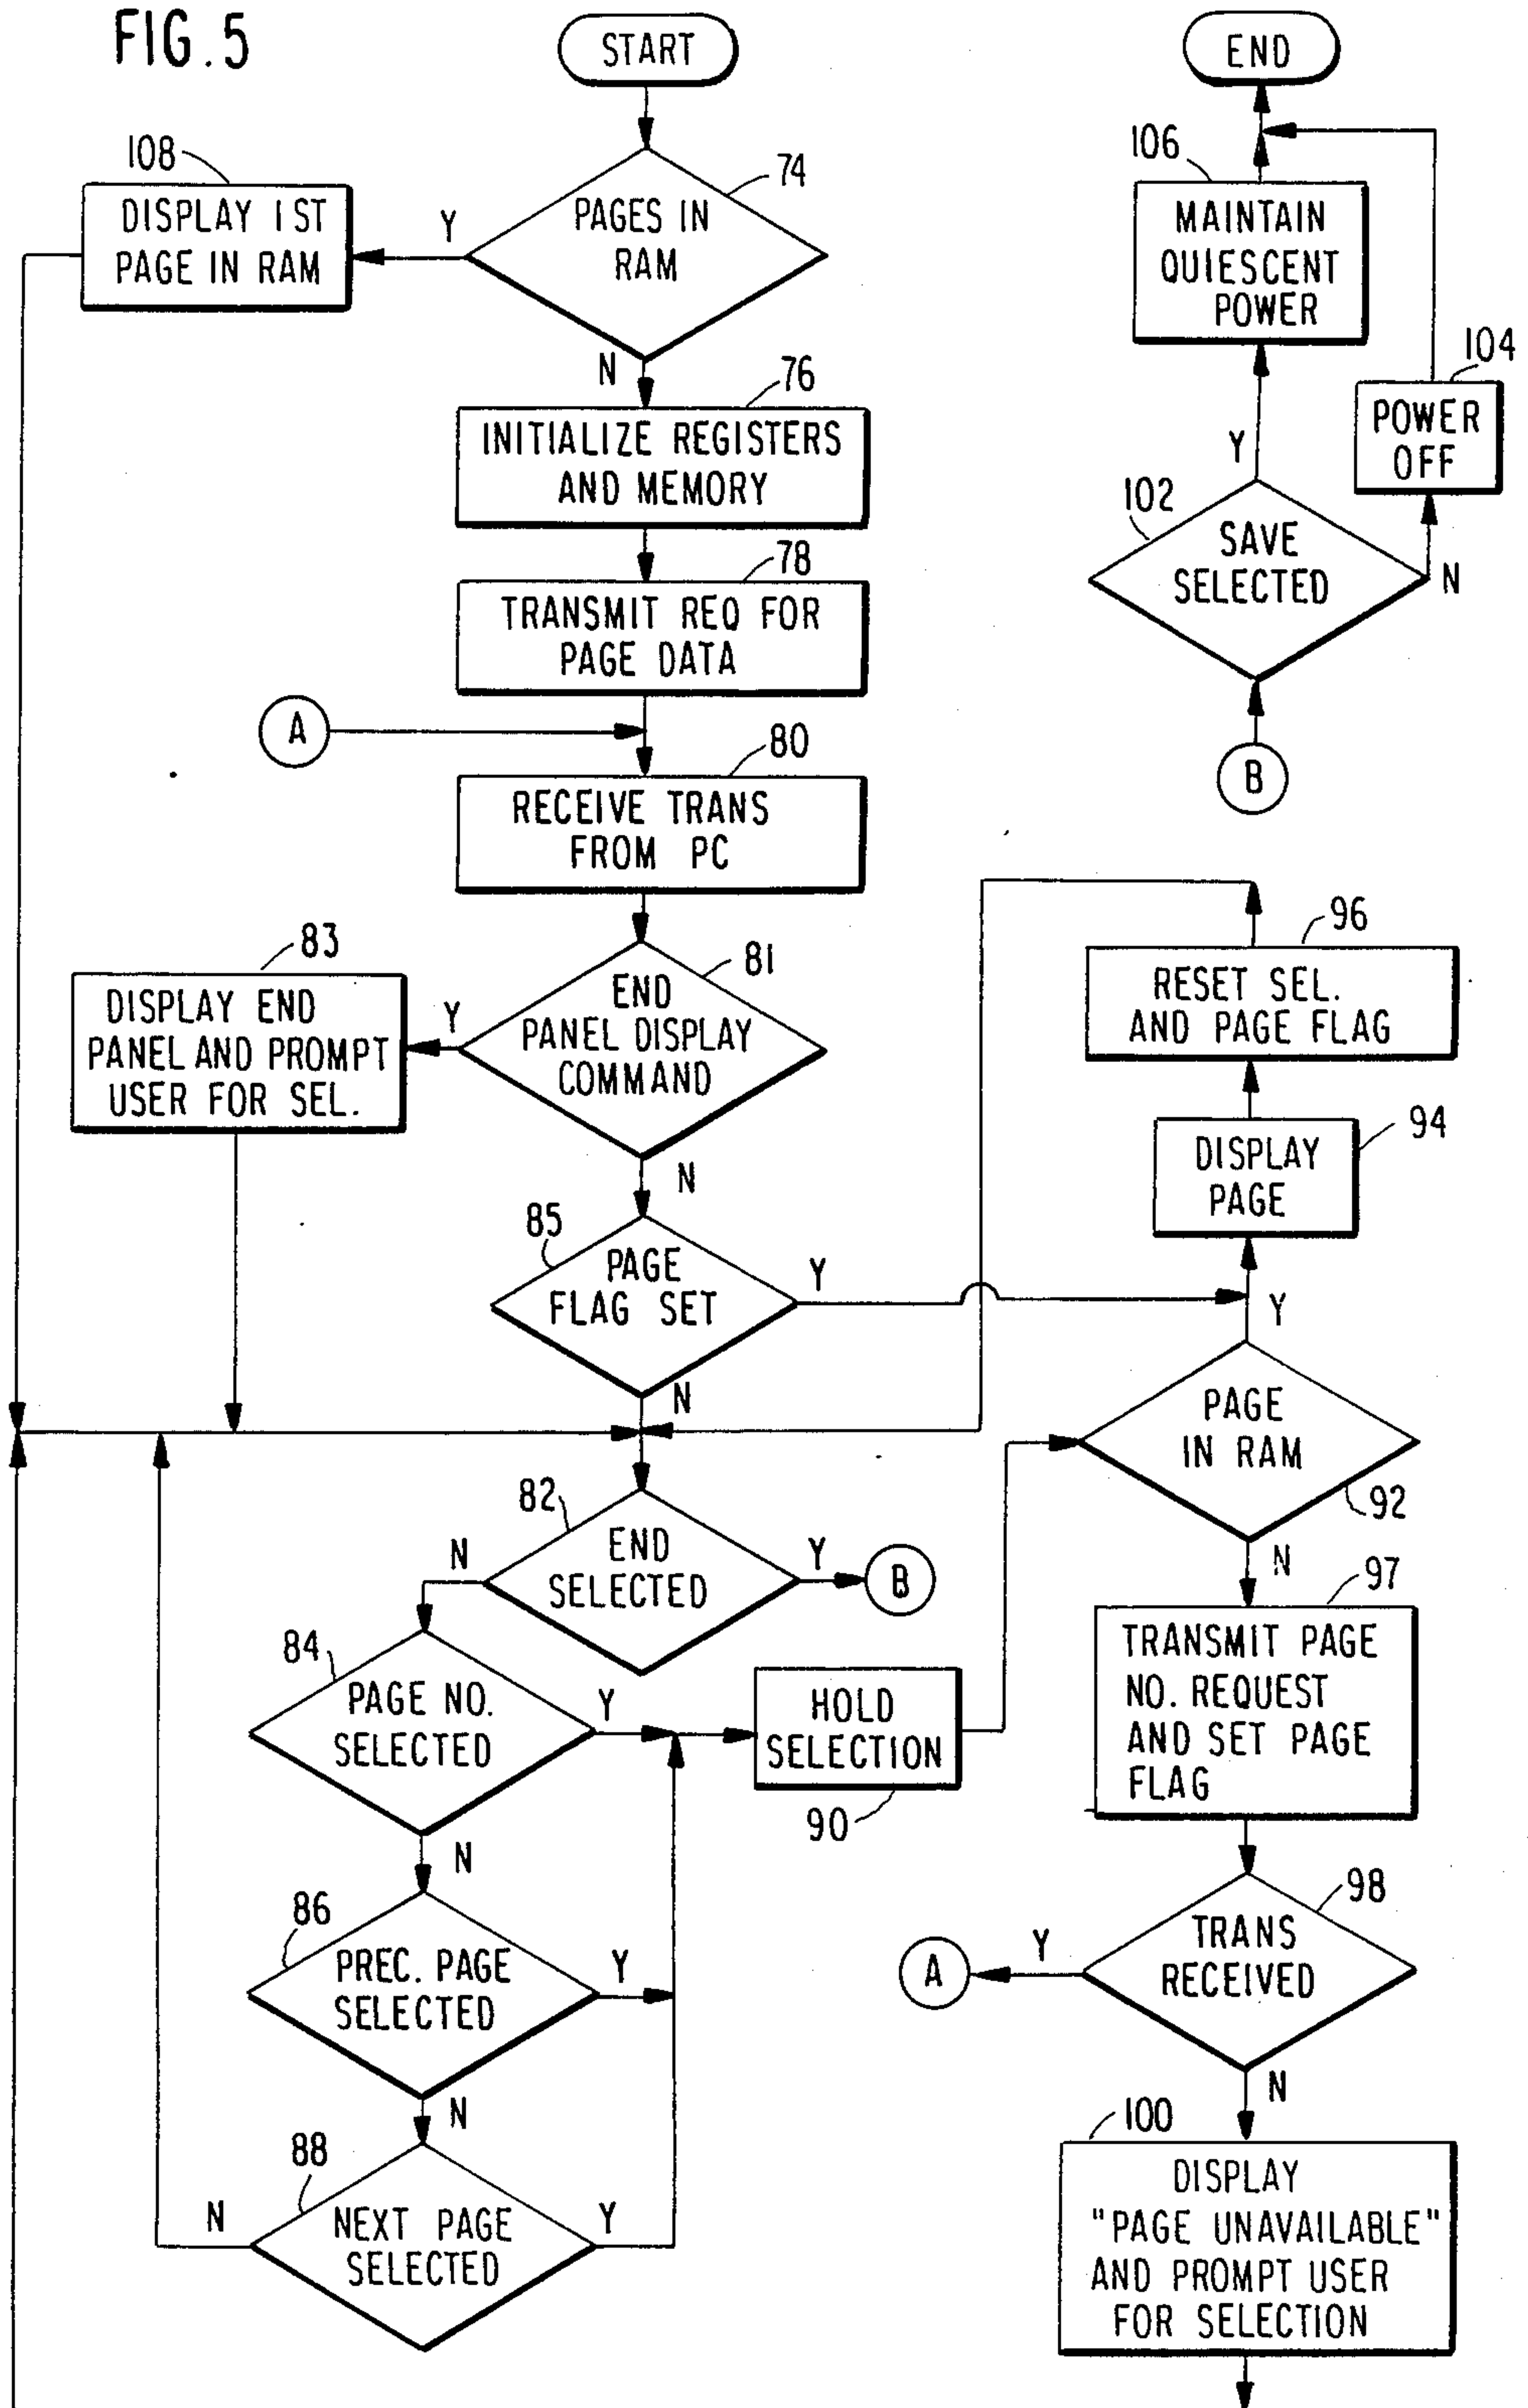 FIG. 5
START
74
PAGES IN
RAM
Y
N
108
DISPLAY 1ST
PAGE IN RAM
76
INITIALIZE REGISTERS
AND MEMORY
78
TRANSMIT REQ FOR
PAGE DATA
A
80
RECEIVE TRANS
FROM PC
81
END
PANEL DISPLAY
COMMAND
Y
N
83
DISPLAY END
PANEL AND PROMPT
USER FOR SEL.
85
PAGE
FLAG SET
Y
N
82
END
SELECTED
N
Y
B
84
PAGE NO.
SELECTED
Y
N
86
PREC. PAGE
SELECTED
Y
N
88
NEXT PAGE
SELECTED
N
Y
HOLD
SELECTION
90
END
106
MAINTAIN
QUIESCENT
POWER
104
POWER
OFF
Y
102
SAVE
SELECTED
N
B
96
RESET SEL.
AND PAGE FLAG
94
DISPLAY
PAGE
Y
PAGE
IN RAM
92
N
97
TRANSMIT PAGE
NO. REQUEST
AND SET PAGE
FLAG
98
TRANS
RECEIVED
Y
A
N
100
DISPLAY
"PAGE UNAVAILABLE"
AND PROMPT USER
FOR SELECTION